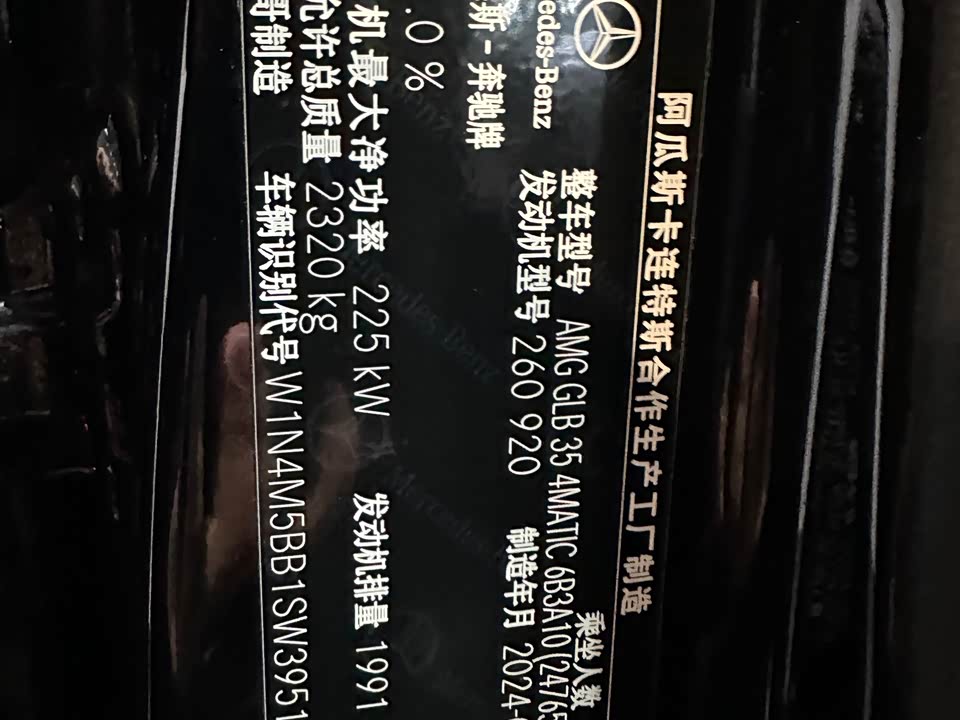 阿瓜斯卡连特斯合作生产工厂制造
乘坐人数
整车型号 AMG GLB 35 4MATIC 6B3A10(24765
发动机型号 260 920 制造年月 2024-
edes-Benz
斯-奔驰牌
.0 %
机最大净功率 225 kW 发动机排量 1991
允许总质量 2320 kg
哥制造 车辆识别代号 W1N4M5BB1SW3951